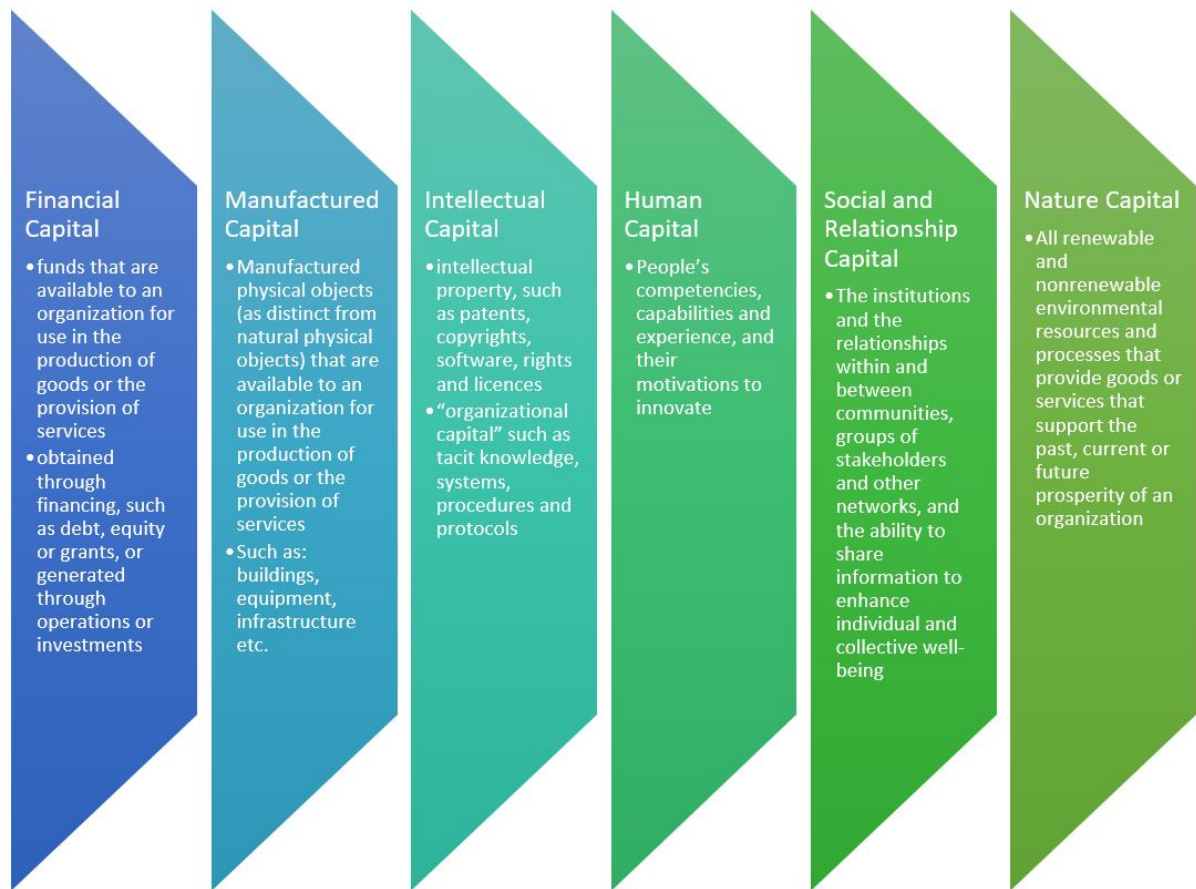 Financial
Capital
•funds that are
available to an
organization for
use in the
production of
goods or the
provision of
services
•obtained
through
financing, such
as debt, equity
or grants, or
generated
through
operations or
investments
Manufactured
Capital
•Manufactured
physical objects
(as distinct from
natural physical
objects) that are
available to an
organization for
use in the
production of
goods or the
provision of
services
•Such as:
buildings,
equipment,
infrastructure
etc.
Intellectual
Capital
•intellectual
property, such
as patents,
copyrights,
software, rights
and licences
•“organizational
capital” such as
tacit knowledge,
systems,
procedures and
protocols
Human
Capital
•People’s
competencies,
capabilities and
experience, and
their
motivations to
innovate
Social and
Relationship
Capital
•The institutions
and the
relationships
within and
between
communities,
groups of
stakeholders
and other
networks, and
the ability to
share
information to
enhance
individual and
collective well-
being
Nature Capital
•All renewable
and
nonrenewable
environmental
resources and
processes that
provide goods or
services that
support the
past, current or
future
prosperity of an
organization